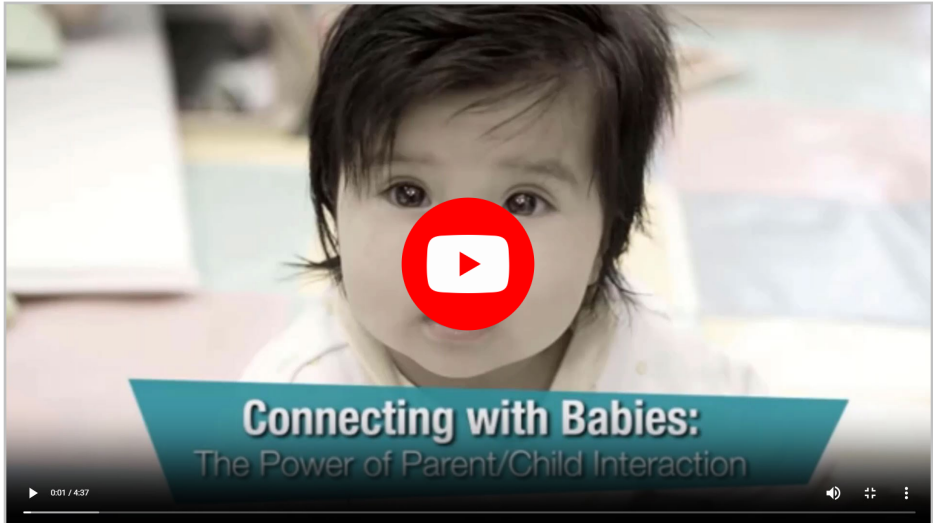 Connecting with Babies:
The Power of Parent/Child Interaction
0:01 / 4:37